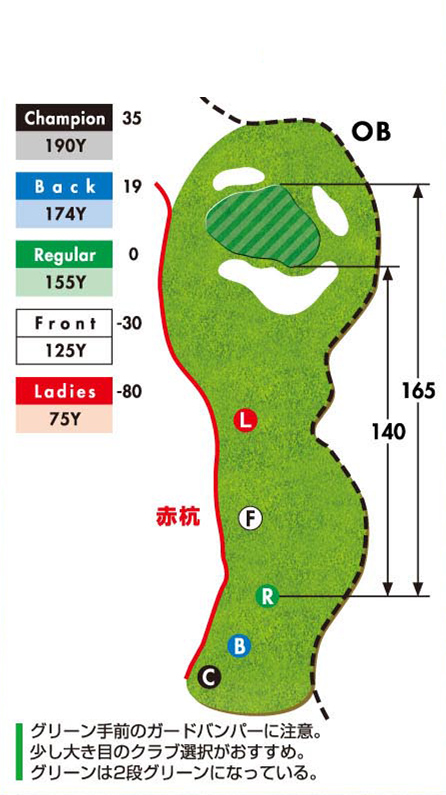 Champion 35
190Y
Back 19
174Y
Regular 0
155Y
Front -30
125Y
Ladies -80
75Y
OB
165
140
L
F
赤杭
R
B
C
グリーン手前のガードバンパーに注意。
少し大き目のクラブ選択がおすすめ。
グリーンは2段グリーンになっている。